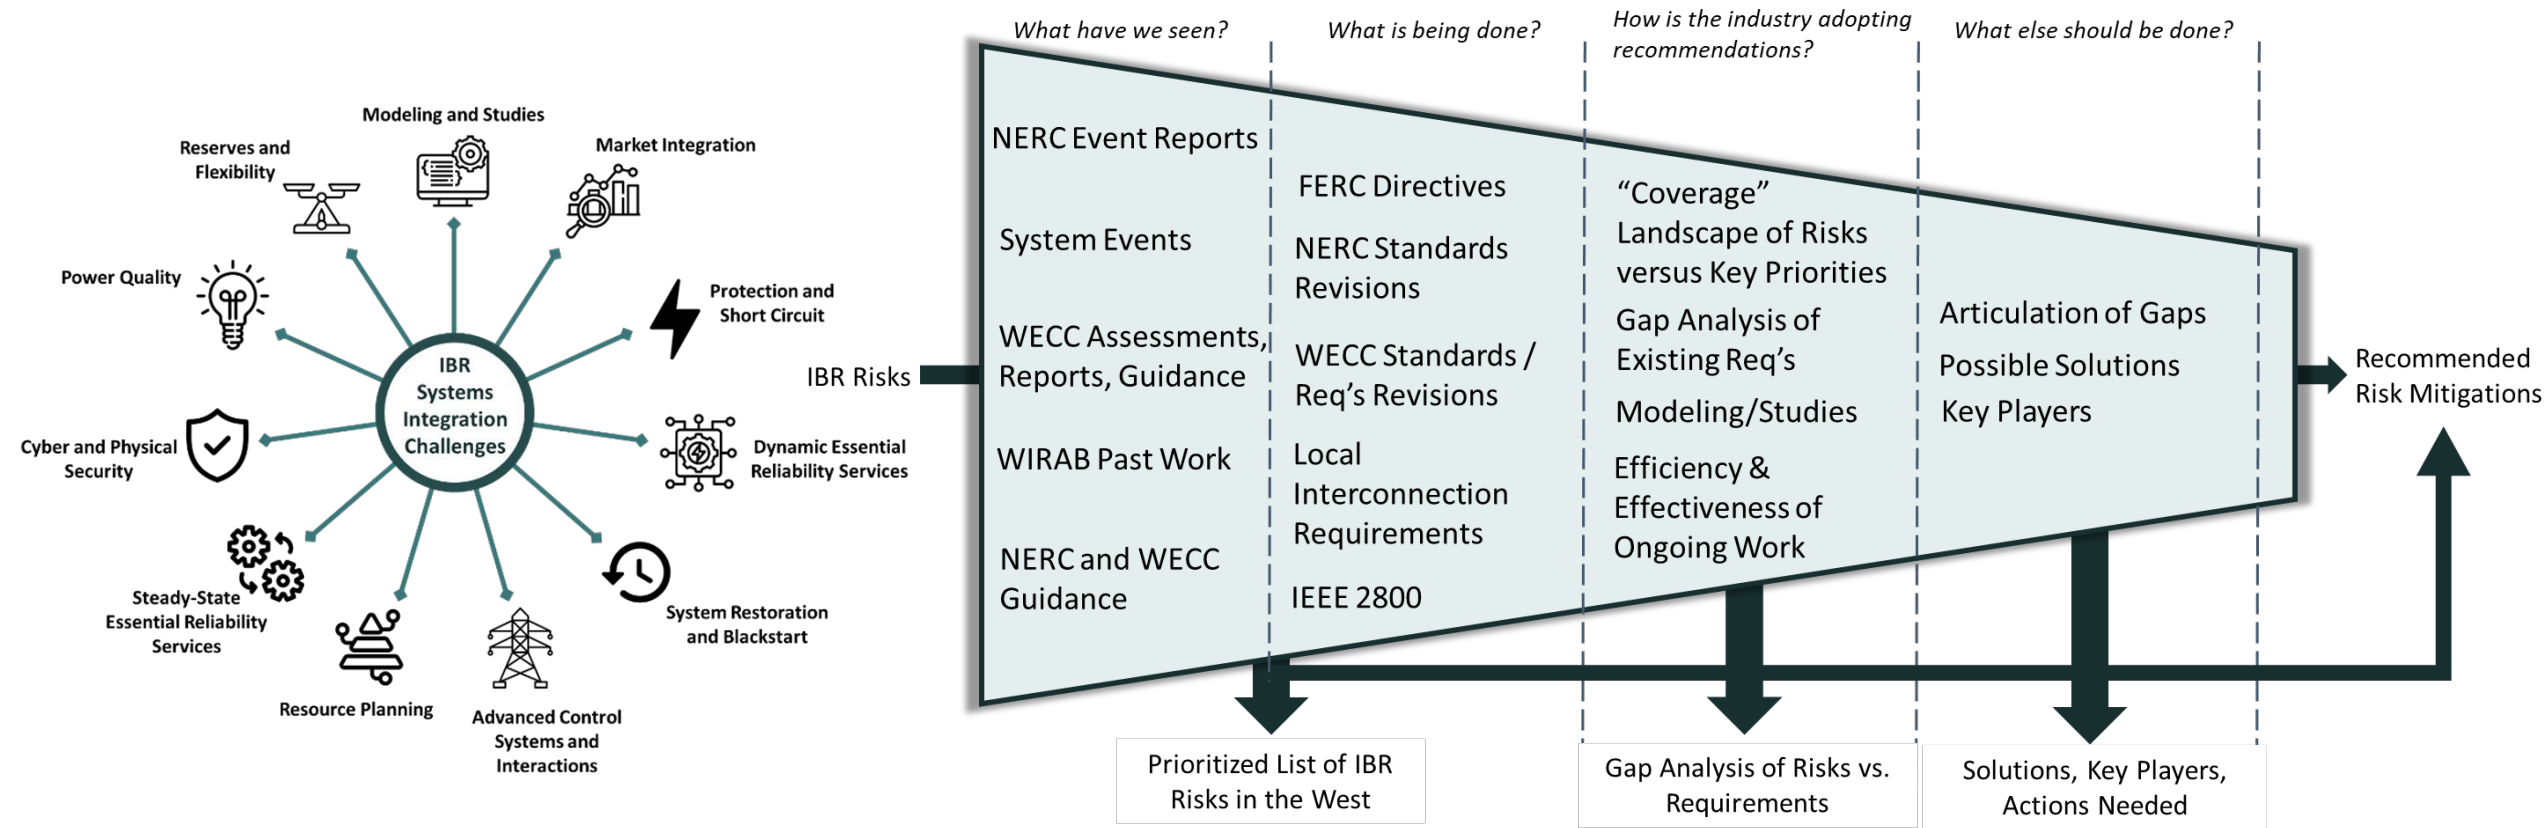 Modeling and Studies
Reserves and
Flexibility
Market Integration
Power Quality
Protection and
Short Circuit
IBR
Systems
Integration
Challenges
Cyber and Physical
Security
Dynamic Essential
Reliability Services
Steady-State
Essential Reliability
Services
System Restoration
and Blackstart
Resource Planning
Advanced Control
Systems and
Interactions
IBR Risks
What have we seen?
NERC Event Reports
System Events
WECC Assessments,
Reports, Guidance
WIRAB Past Work
NERC and WECC
Guidance
What is being done?
FERC Directives
NERC Standards
Revisions
WECC Standards /
Req’s Revisions
Local
Interconnection
Requirements
IEEE 2800
How is the industry adopting
recommendations?
“Coverage”
Landscape of Risks
versus Key Priorities
Gap Analysis of
Existing Req’s
Modeling/Studies
Efficiency &
Effectiveness of
Ongoing Work
What else should be done?
Articulation of Gaps
Possible Solutions
Key Players
Recommended
Risk Mitigations
Prioritized List of IBR
Risks in the West
Gap Analysis of Risks vs.
Requirements
Solutions, Key Players,
Actions Needed